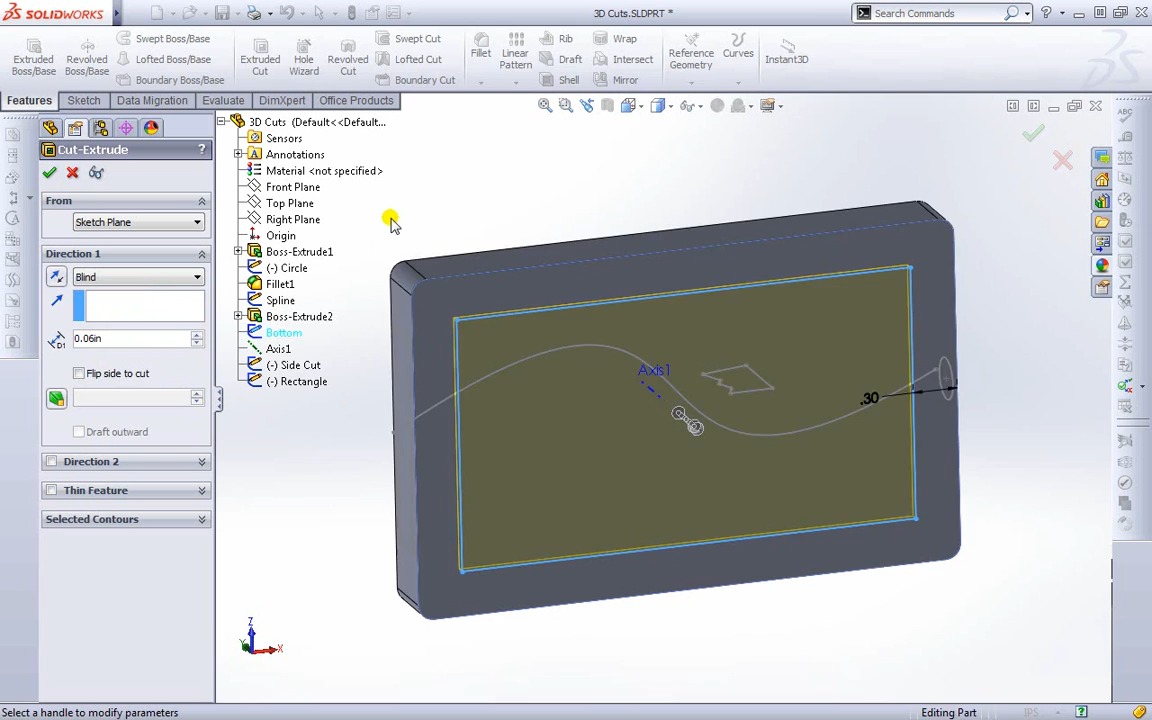 SOLIDWORKS
3D Cuts.SLDPRT *
Search Commands
Extruded Boss/Base
Revolved Boss/Base
Swept Boss/Base
Lofted Boss/Base
Boundary Boss/Base
Extruded Cut
Hole Wizard
Revolved Cut
Swept Cut
Lofted Cut
Boundary Cut
Fillet
Linear Pattern
Rib
Draft
Shell
Wrap
Intersect
Mirror
Reference Geometry
Curves
Instant3D
Features
Sketch
Data Migration
Evaluate
DimXpert
Office Products
Cut-Extrude
?
From
Sketch Plane
Direction 1
Blind
0.06in
Flip side to cut
Draft outward
Direction 2
Thin Feature
Selected Contours
3D Cuts (Default<<Default...
Sensors
Annotations
Material <not specified>
Front Plane
Top Plane
Right Plane
Origin
Boss-Extrude1
(-) Circle
Fillet1
Spline
Boss-Extrude2
Bottom
Axis1
(-) Side Cut
(-) Rectangle
Axis1
.30
Z
Y
X
Select a handle to modify parameters
Editing Part
IPS